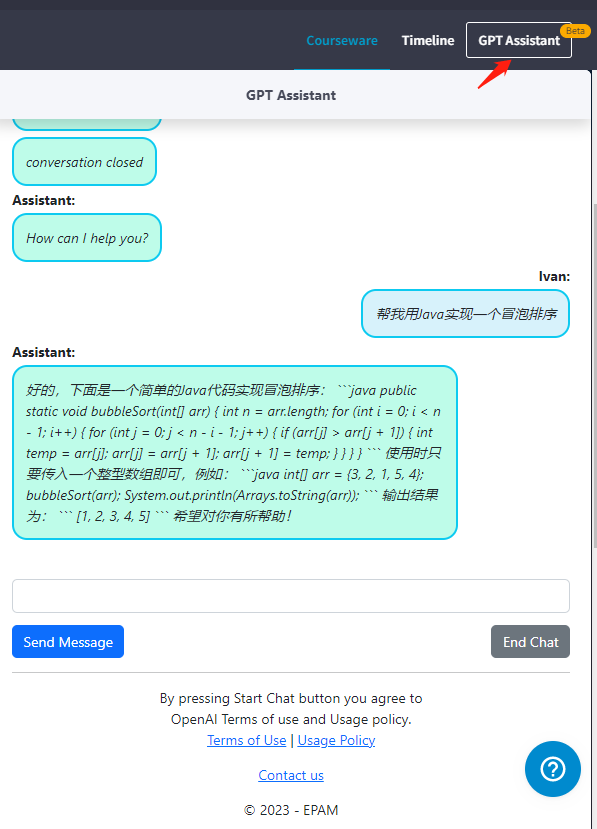 Courseware Timeline GPT Assistant Beta
GPT Assistant
conversation closed
Assistant:
How can I help you?
Ivan:
帮我用Java实现一个冒泡排序
Assistant:
好的，下面是一个简单的Java代码实现冒泡排序： ```java public
static void bubbleSort(int[] arr) { int n = arr.length; for (int i = 0; i < n
- 1; i++) { for (int j = 0; j < n - i - 1; j++) { if (arr[j] > arr[j + 1]) { int
temp = arr[j]; arr[j] = arr[j + 1]; arr[j + 1] = temp; } } } } ``` 使用时只
要传入一个整型数组即可，例如： ```java int[] arr = {3, 2, 1, 5, 4};
bubbleSort(arr); System.out.println(Arrays.toString(arr)); ``` 输出结果
为： ``` [1, 2, 3, 4, 5] ``` 希望对你有所帮助！
Send Message End Chat
By pressing Start Chat button you agree to
OpenAI Terms of use and Usage policy.
Terms of Use | Usage Policy
Contact us
© 2023 - EPAM